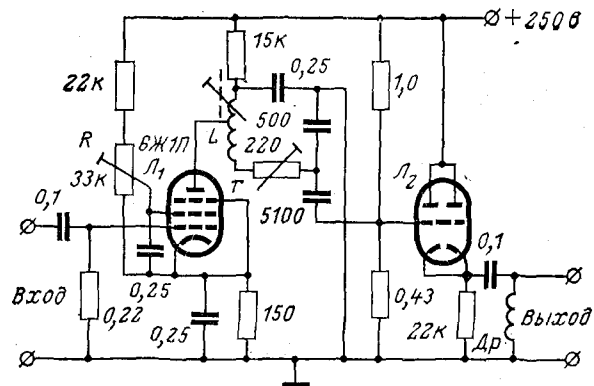 + 250 в
15к
0,25
22к
1,0
500
L
220
R
6Ж1П
Л₁
33к
r
Л₂
0,1
5100
0,1
0,25
Вход
0,22
0,25
150
0,43
22к
Др
Выход